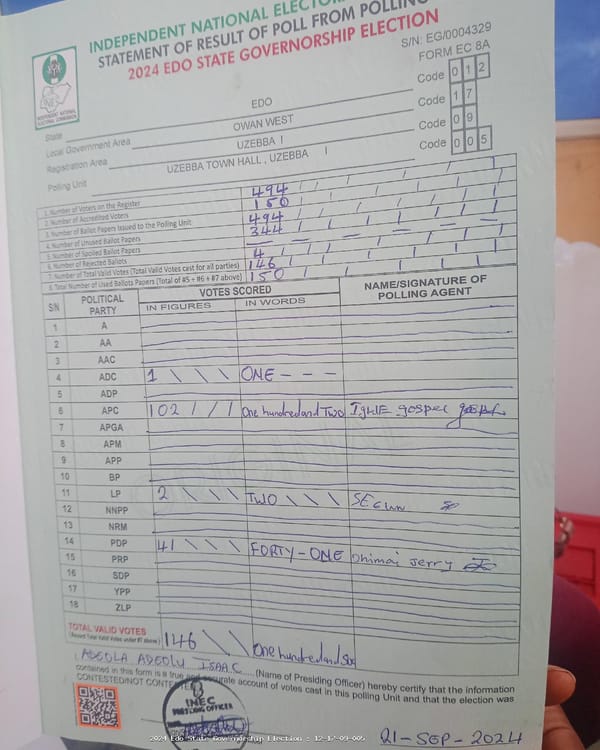 INDEPENDENT NATIONAL ELECTOR
STATEMENT OF RESULT OF POLL FROM POLLING
2024 EDO STATE GOVERNORSHIP ELECTION
S/N: EG/0004329
FORM EC 8A
INEC
INDEPENDENT NATIONAL ELECTORAL COMMISSION
State EDO Code 0 1 2
Local Government Area OWAN WEST Code 1 7
Registration Area UZEBBA I Code 0 9
Polling Unit UZEBBA TOWN HALL, UZEBBA I Code 0 0 5
1. Number of Voters on the Register 494
2. Number of Accredited Voters 150
3. Number of Ballot Papers Issued to the Polling Unit 494
4. Number of Unused Ballot Papers 344
5. Number of Spoiled Ballot Papers —
6. Number of Rejected Ballots 4
7. Number of Total Valid Votes (Total Valid Votes cast for all parties) 146
8. Total Number of Used Ballots Papers (Total of #5 + #6 + #7 above) 150
S/N POLITICAL PARTY VOTES SCORED NAME/SIGNATURE OF POLLING AGENT
IN FIGURES IN WORDS
1 A
2 AA
3 AAC
4 ADC 1 \ \ \ ONE - - -
5 ADP
6 APC 102 / / / One hundred and Two IgHE gospel
7 APGA
8 APM
9 APP
10 BP
11 LP 2 \ \ \ \ TWO \ \ \
12 NNPP
13 NRM
14 PDP 41 \ \ \ FORTY-ONE Ohimai Jerry
15 PRP
16 SDP
17 YPP
18 ZLP
TOTAL VALID VOTES 146 \ \ One hundred and
(Record Total Valid Votes under #7 above)
I, ADEOLA ADEOLU ISAAC (Name of Presiding Officer) hereby certify that the information
contained in this form is a true and accurate account of votes cast in this polling Unit and that the election was
CONTESTED/NOT CONTE
INEC
PRESIDING OFFICER
2024 Edo State Governorship Election : 12-17-09-005
21-SEP-2024